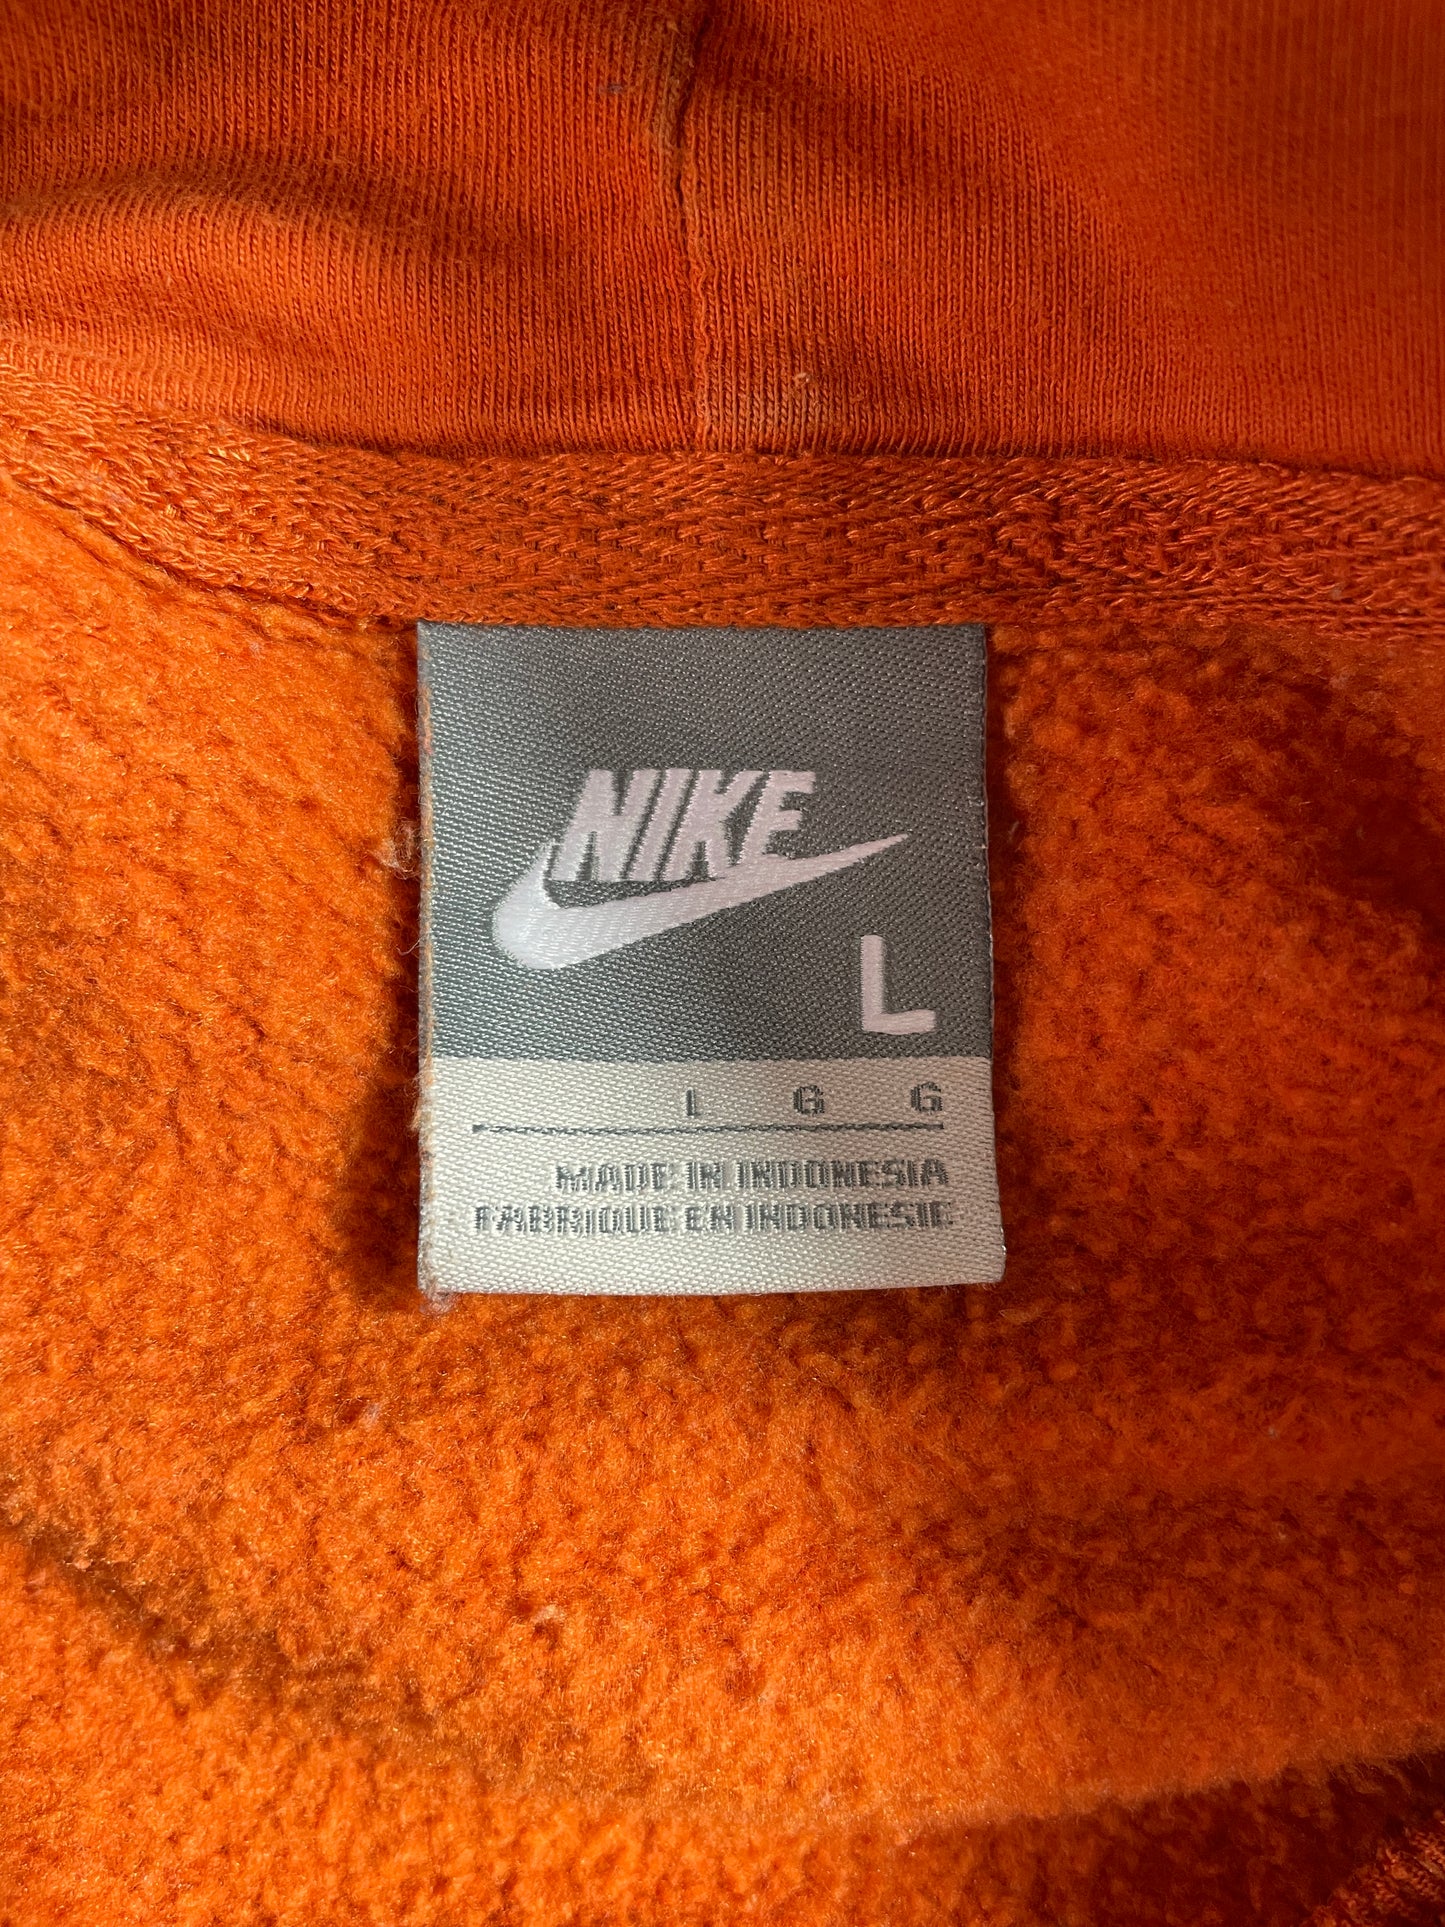 NIKE
L
L G G
MADE IN INDONESIA
FABRIQUE EN INDONESIE